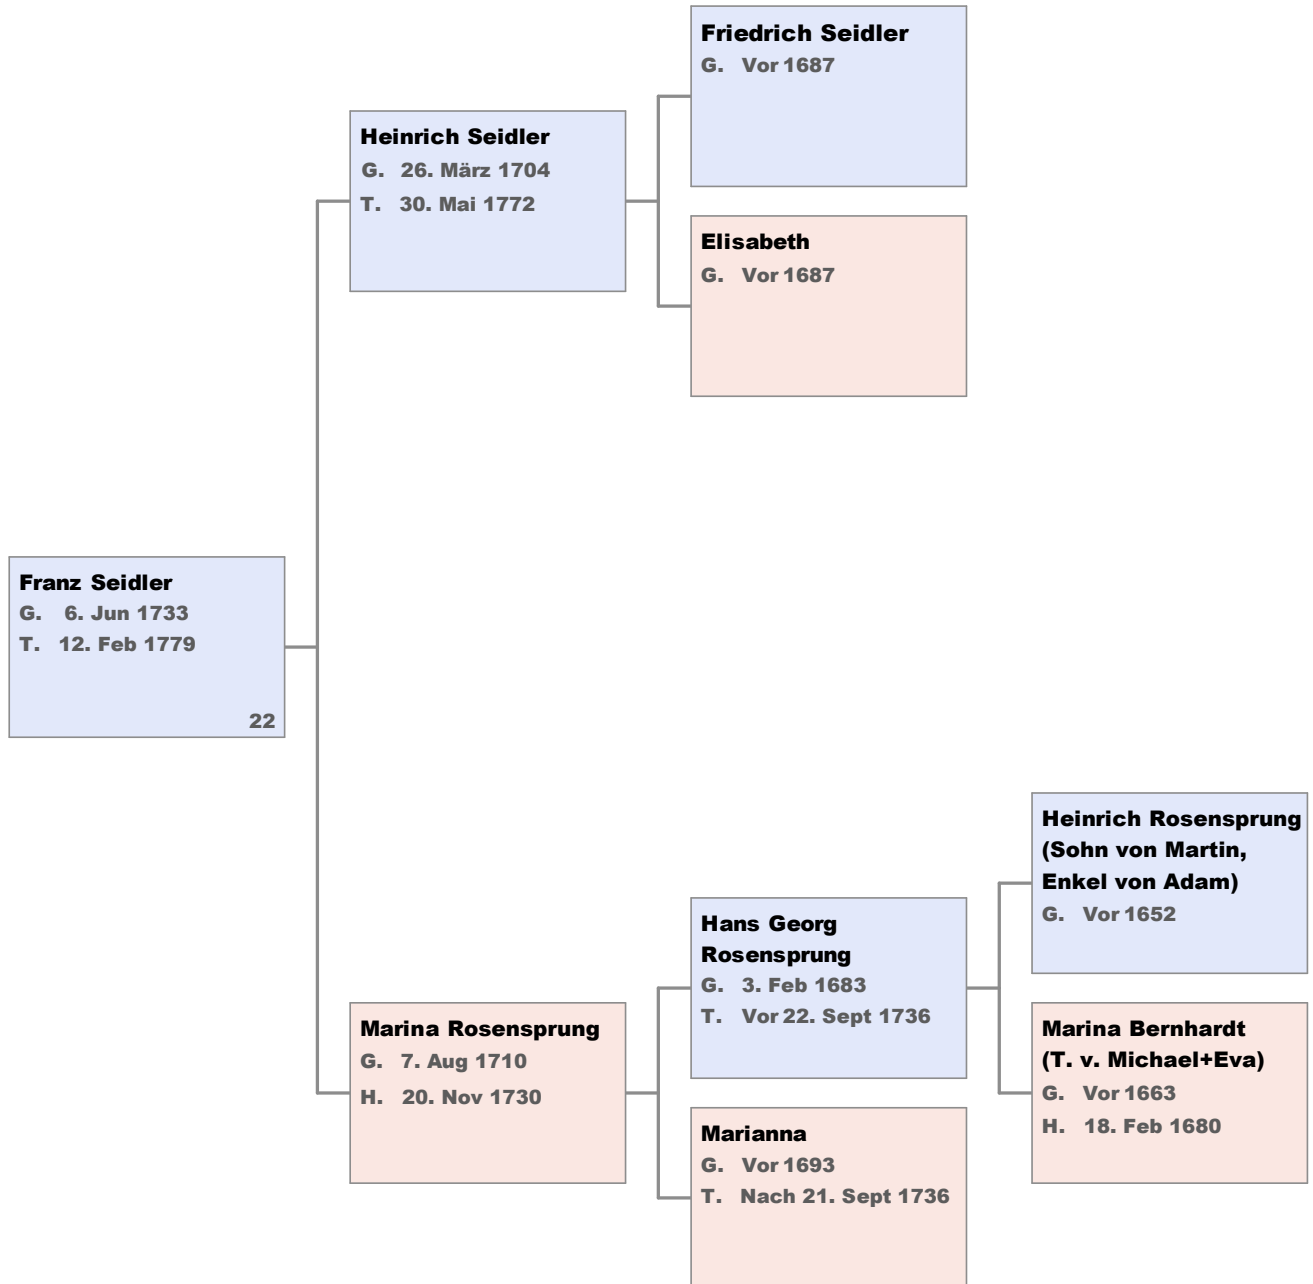 Friedrich Seidler
G. Vor 1687
Heinrich Seidler
G. 26. März 1704
T. 30. Mai 1772
Elisabeth
G. Vor 1687
Franz Seidler
G. 6. Jun 1733
T. 12. Feb 1779
22
Heinrich Rosensprung
(Sohn von Martin,
Enkel von Adam)
G. Vor 1652
Hans Georg
Rosensprung
G. 3. Feb 1683
T. Vor 22. Sept 1736
Marina Rosensprung
G. 7. Aug 1710
H. 20. Nov 1730
Marina Bernhardt
(T. v. Michael+Eva)
G. Vor 1663
H. 18. Feb 1680
Marianna
G. Vor 1693
T. Nach 21. Sept 1736